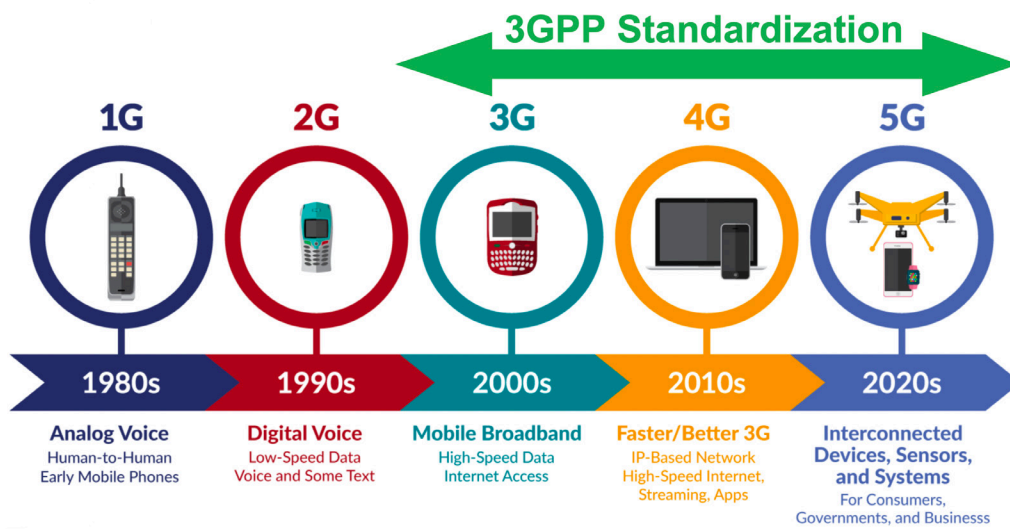 3GPP Standardization
1G
2G
3G
4G
5G
1980s
1990s
2000s
2010s
2020s
Analog Voice
Human-to-Human
Early Mobile Phones
Digital Voice
Low-Speed Data
Voice and Some Text
Mobile Broadband
High-Speed Data
Internet Access
Faster/Better 3G
IP-Based Network
High-Speed Internet,
Streaming, Apps
Interconnected
Devices, Sensors,
and Systems
For Consumers,
Governments, and Businesss